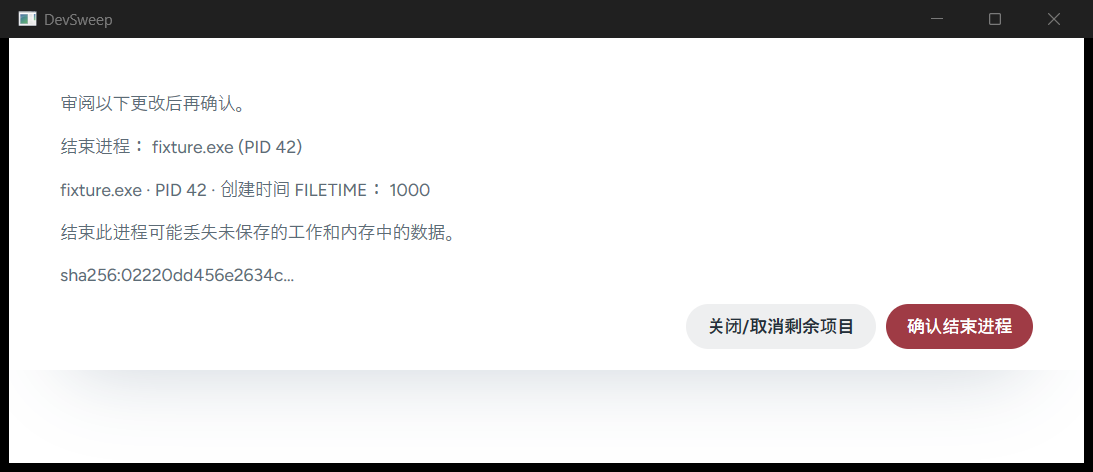 DevSweep
审阅以下更改后再确认。
结束进程： fixture.exe (PID 42)
fixture.exe · PID 42 · 创建时间 FILETIME： 1000
结束此进程可能丢失未保存的工作和内存中的数据。
sha256:02220dd456e2634c…
关闭/取消剩余项目 确认结束进程